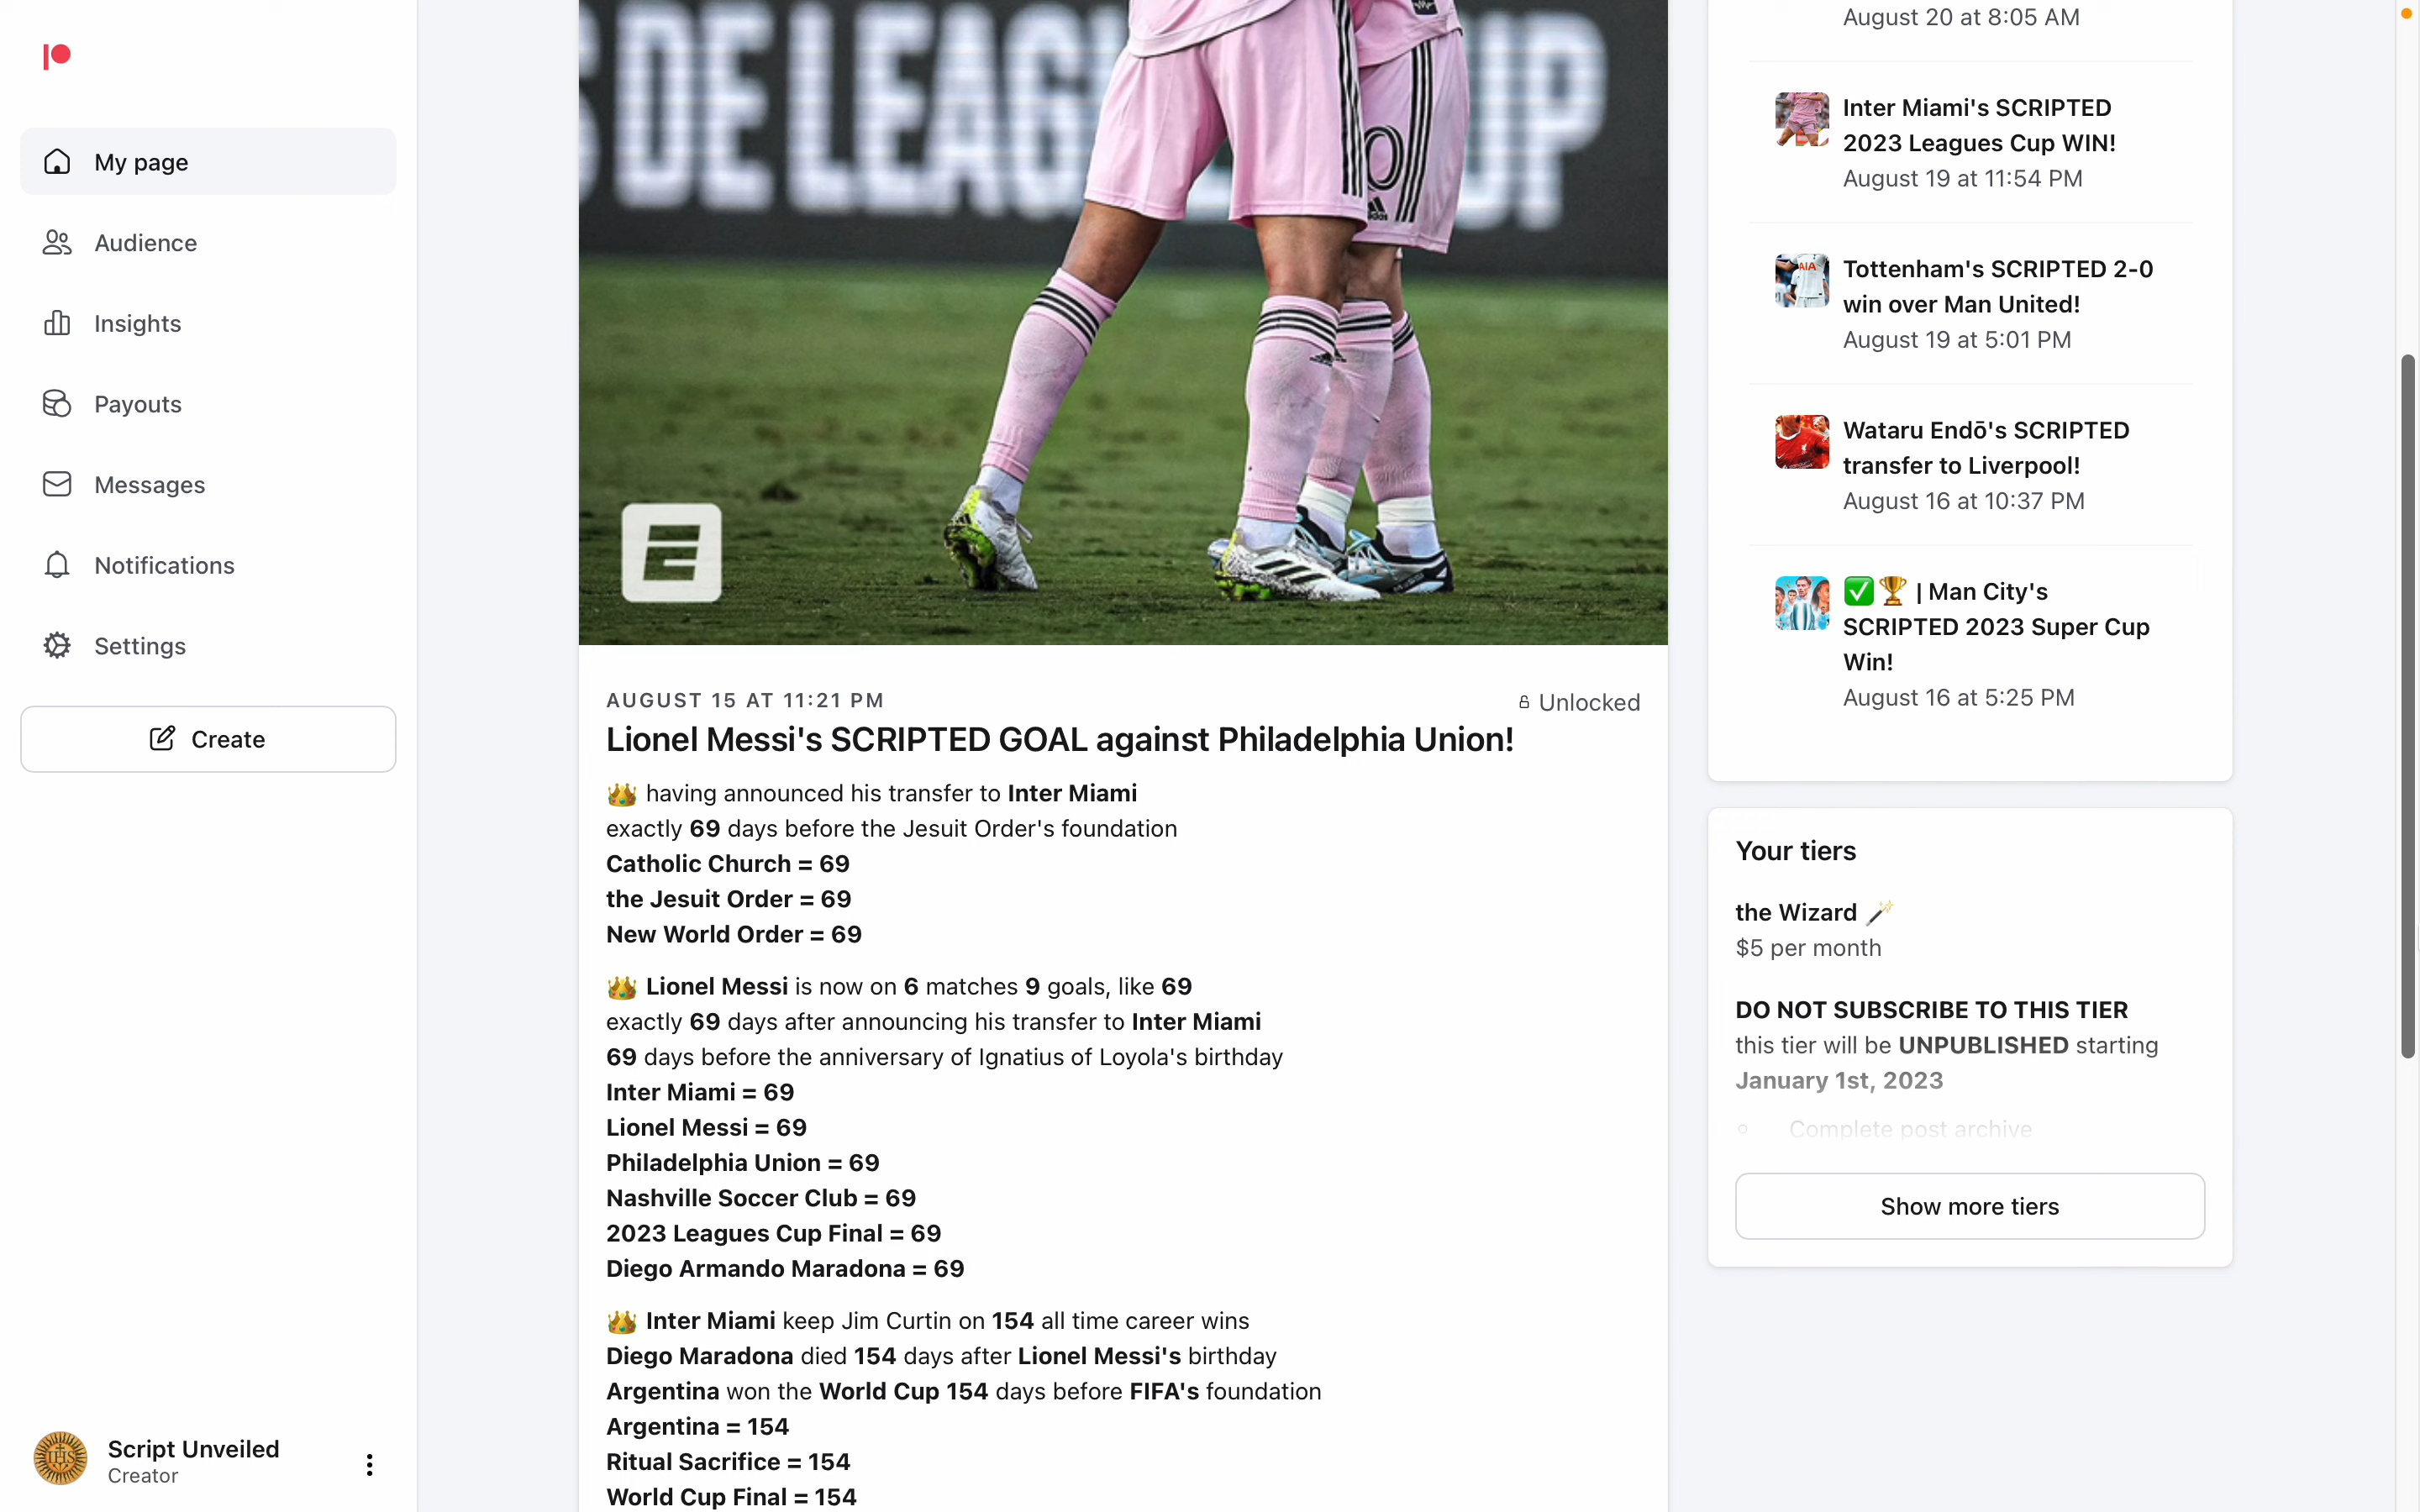 My page
Audience
Insights
Payouts
Messages
Notifications
Settings
Create
Script Unveiled
Creator
S DE LEAG UP
10
AUGUST 15 AT 11:21 PM
Unlocked
Lionel Messi's SCRIPTED GOAL against Philadelphia Union!
👑 having announced his transfer to Inter Miami
exactly 69 days before the Jesuit Order's foundation
Catholic Church = 69
the Jesuit Order = 69
New World Order = 69
👑 Lionel Messi is now on 6 matches 9 goals, like 69
exactly 69 days after announcing his transfer to Inter Miami
69 days before the anniversary of Ignatius of Loyola's birthday
Inter Miami = 69
Lionel Messi = 69
Philadelphia Union = 69
Nashville Soccer Club = 69
2023 Leagues Cup Final = 69
Diego Armando Maradona = 69
👑 Inter Miami keep Jim Curtin on 154 all time career wins
Diego Maradona died 154 days after Lionel Messi's birthday
Argentina won the World Cup 154 days before FIFA's foundation
Argentina = 154
Ritual Sacrifice = 154
World Cup Final = 154
August 20 at 8:05 AM
Inter Miami's SCRIPTED
2023 Leagues Cup WIN!
August 19 at 11:54 PM
AIA
Tottenham's SCRIPTED 2-0
win over Man United!
August 19 at 5:01 PM
Wataru Endō's SCRIPTED
transfer to Liverpool!
August 16 at 10:37 PM
✅🏆 | Man City's
SCRIPTED 2023 Super Cup
Win!
August 16 at 5:25 PM
Your tiers
the Wizard 🪄
$5 per month
DO NOT SUBSCRIBE TO THIS TIER
this tier will be UNPUBLISHED starting
January 1st, 2023
Complete post archive
Show more tiers